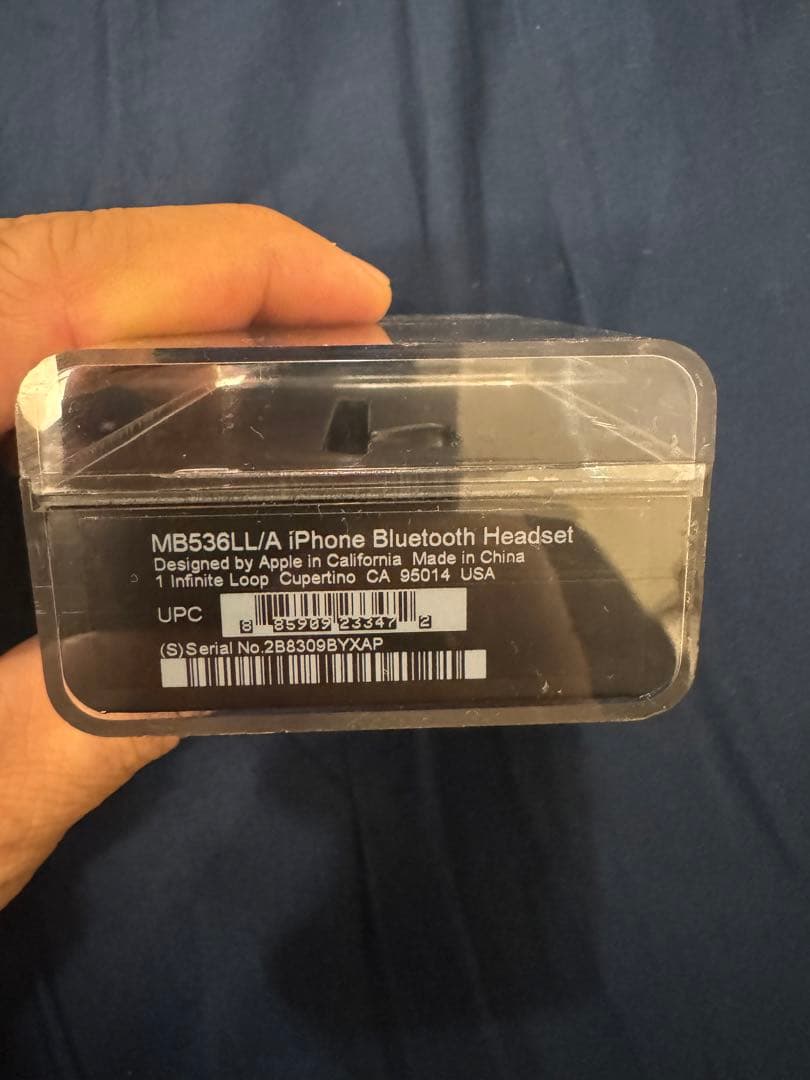 MB536LL/A iPhone Bluetooth Headset
Designed by Apple in California Made in China
1 Infinite Loop Cupertino CA 95014 USA
UPC
8 85909 23347 2
(S)Serial No.2B8309BYXAP